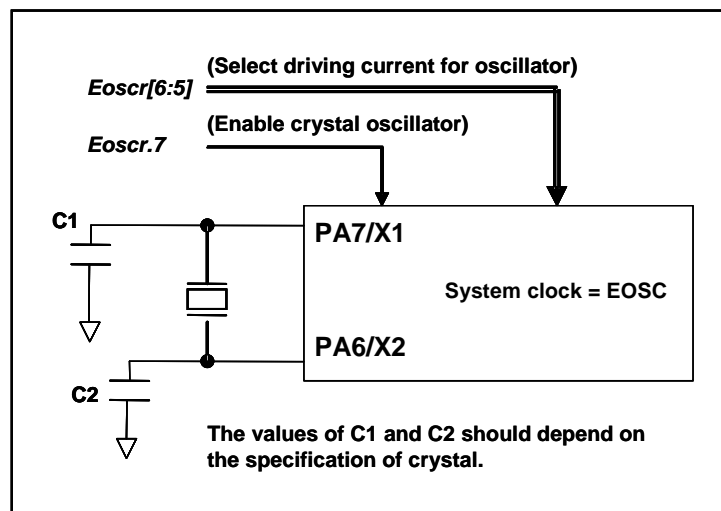 (Select driving current for oscillator)
Eoscr[6:5]
(Enable crystal oscillator)
Eoscr.7
C1
PA7/X1
System clock = EOSC
PA6/X2
C2
The values of C1 and C2 should depend on
the specification of crystal.